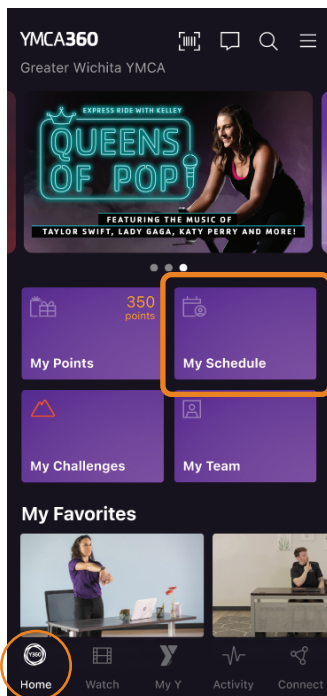 YMCA360
Greater Wichita YMCA
EXPRESS RIDE WITH KELLEY
QUEENS
OF POP
FEATURING THE MUSIC OF
TAYLOR SWIFT, LADY GAGA, KATY PERRY AND MORE!
350
points
My Points
My Schedule
My Challenges
My Team
My Favorites
Y360
Home
Watch
My Y
Activity
Connect